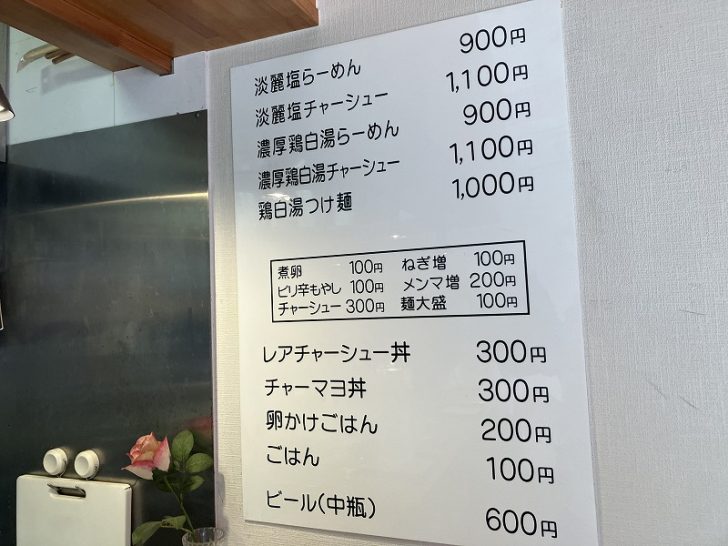 淡麗塩らーめん 900円
淡麗塩チャーシュー 1,100円
濃厚鶏白湯らーめん 900円
濃厚鶏白湯チャーシュー 1,100円
鶏白湯つけ麺 1,000円
煮卵 100円 ねぎ増 100円
ピリ辛もやし 100円 メンマ増 200円
チャーシュー 300円 麺大盛 100円
レアチャーシュー丼 300円
チャーマヨ丼 300円
卵かけごはん 200円
ごはん 100円
ビール(中瓶) 600円